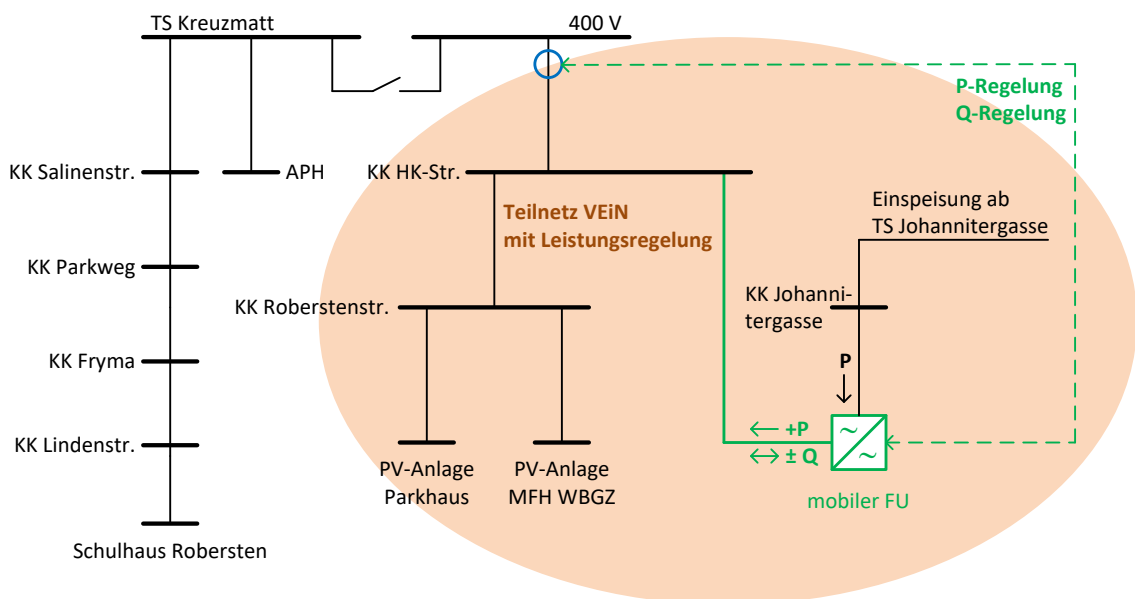 TS Kreuzmatt
400 V
P-Regelung
Q-Regelung
KK Salinenstr.
APH
KK HK-Str.
Teilnetz VEiN
mit Leistungsregelung
Einspeisung ab
TS Johannitergasse
KK Parkweg
KK Roberstenstr.
KK Johanni-
tergasse
KK Fryma
P
KK Lindenstr.
+P
± Q
~
~
PV-Anlage
Parkhaus
PV-Anlage
MFH WBGZ
mobiler FU
Schulhaus Robersten